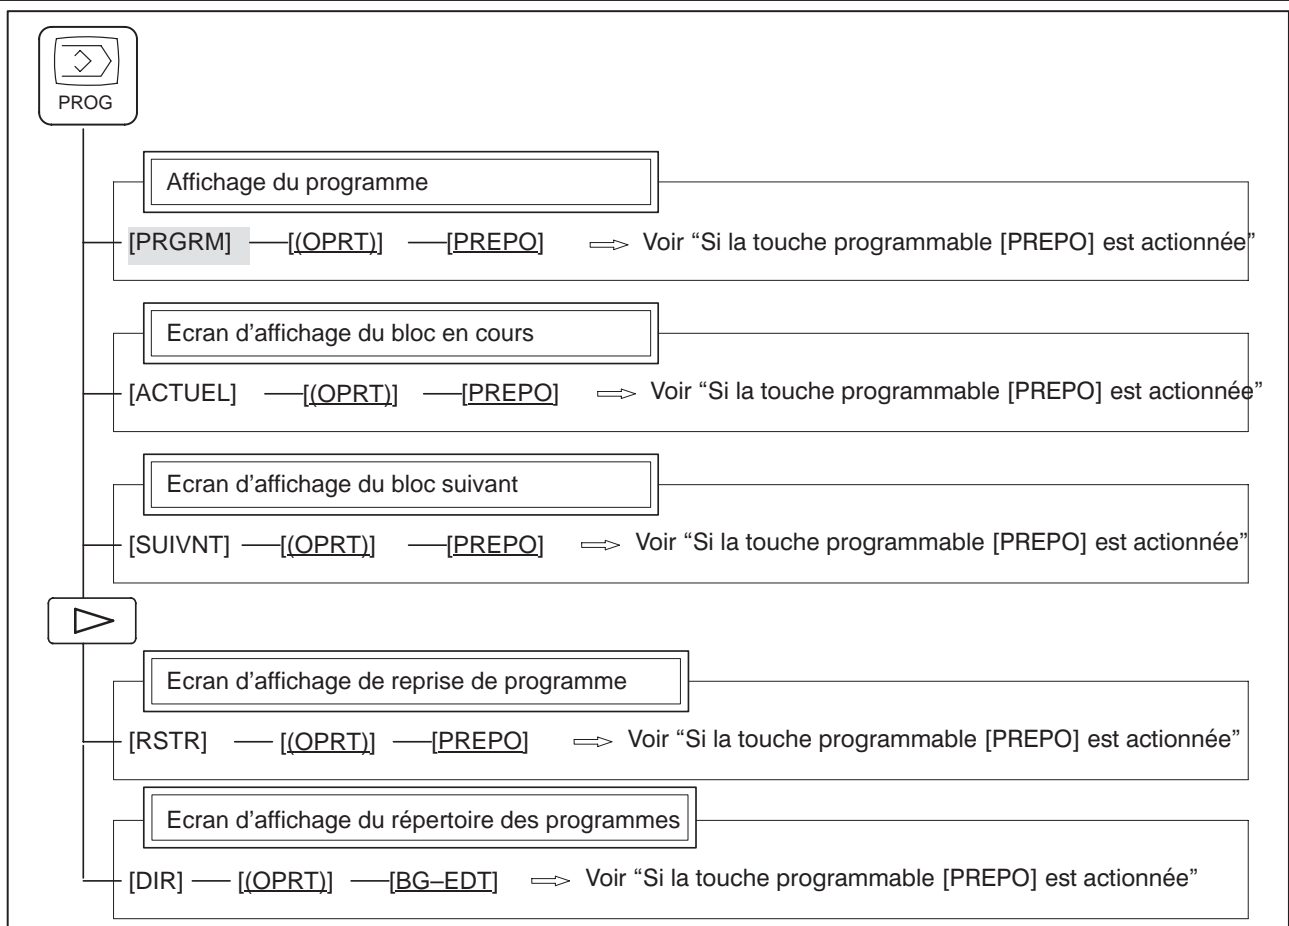 PROG
Affichage du programme
[PRGRM] [(OPRT)] [PREPO] Voir “Si la touche programmable [PREPO] est actionnée”
Ecran d’affichage du bloc en cours
[ACTUEL] [(OPRT)] [PREPO] Voir “Si la touche programmable [PREPO] est actionnée”
Ecran d’affichage du bloc suivant
[SUIVNT] [(OPRT)] [PREPO] Voir “Si la touche programmable [PREPO] est actionnée”
Ecran d’affichage de reprise de programme
[RSTR] [(OPRT)] [PREPO] Voir “Si la touche programmable [PREPO] est actionnée”
Ecran d’affichage du répertoire des programmes
[DIR] [(OPRT)] [BG–EDT] Voir “Si la touche programmable [PREPO] est actionnée”